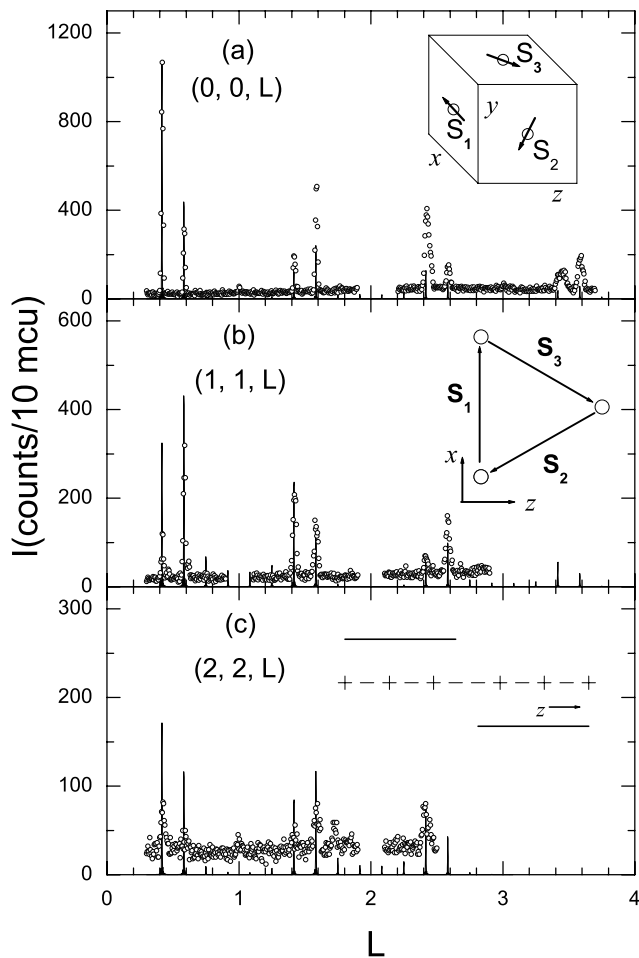 1200
(a)
(0, 0, L)
S3
S1
y
S2
x
z
800
400
0
600
(b)
(1, 1, L)
S3
S1
S2
x
z
400
200
0
I(counts/10 mcu)
300
(c)
(2, 2, L)
z
200
100
0
0 1 2 3 4
L